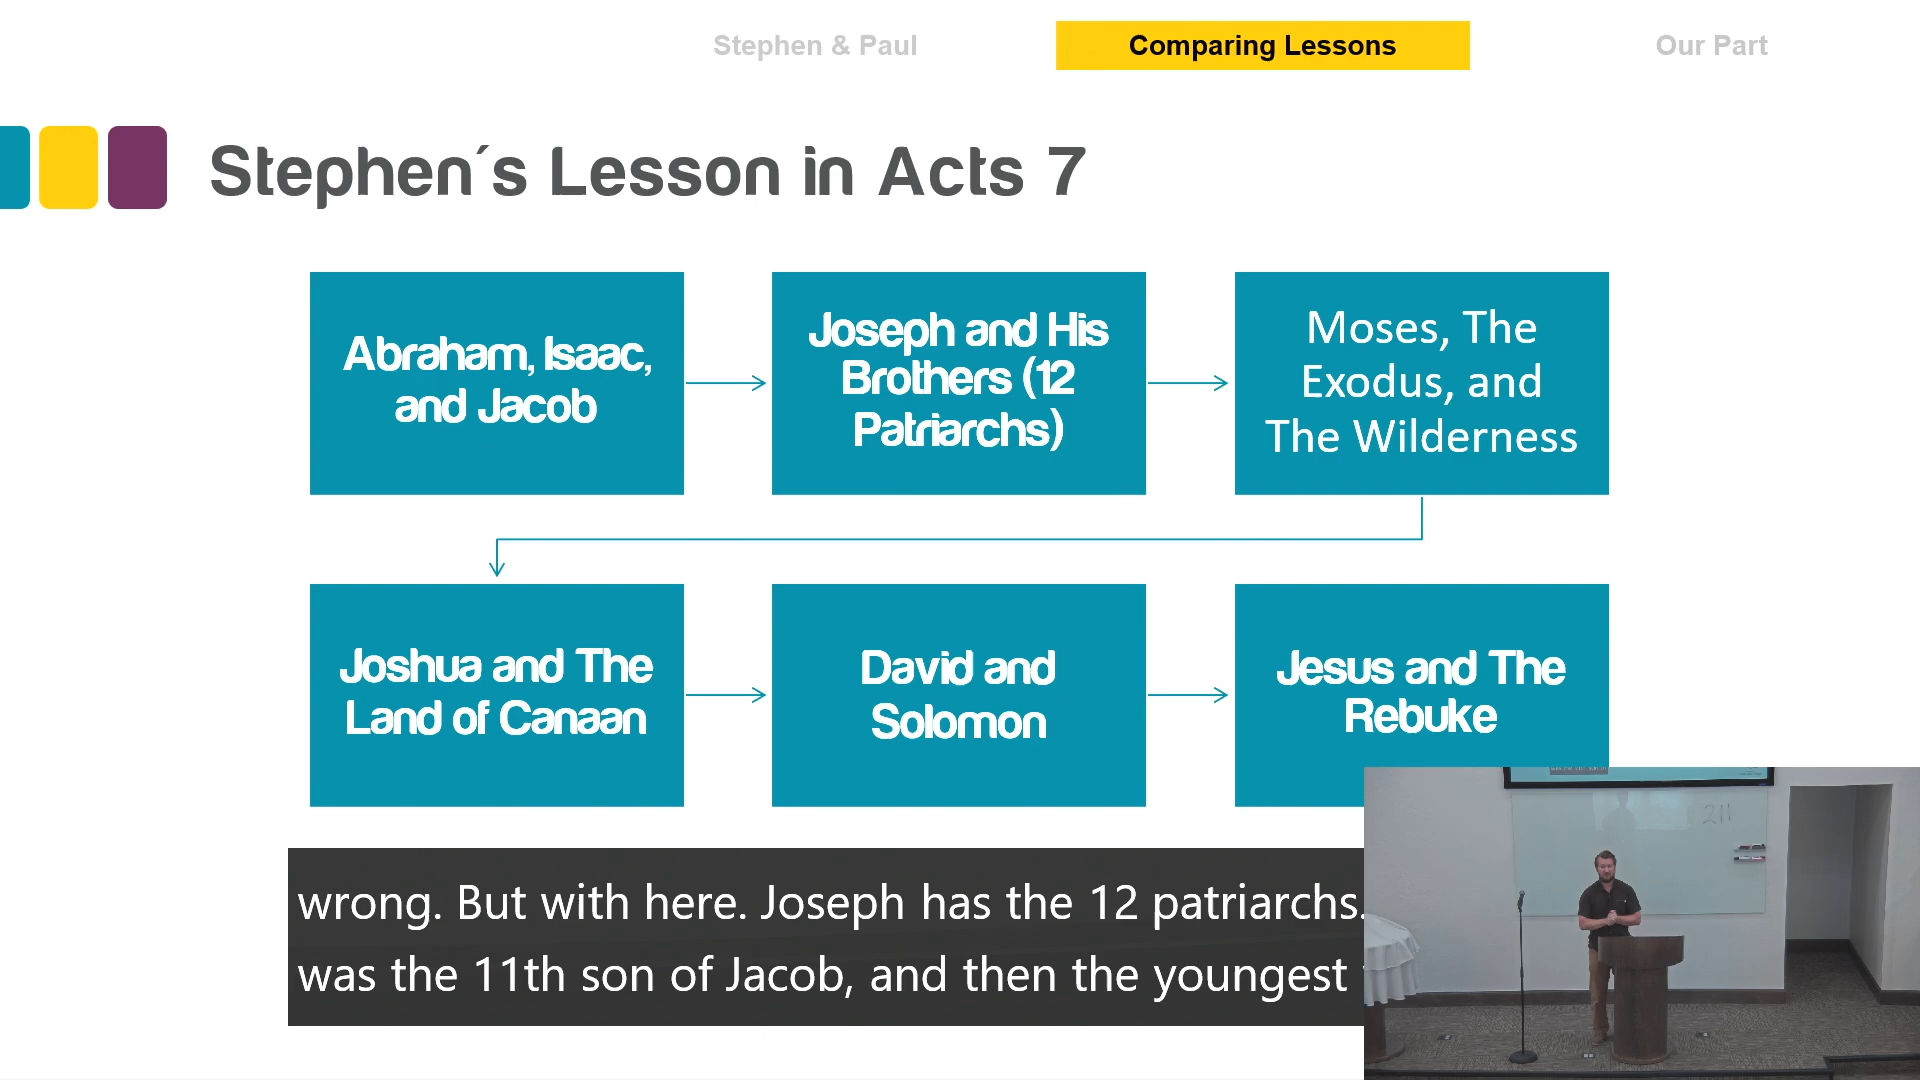 Stephen & Paul
Comparing Lessons
Our Part
Stephen´s Lesson in Acts 7
Abraham, Isaac,
and Jacob
Joseph and His
Brothers (12
Patriarchs)
Moses, The
Exodus, and
The Wilderness
Joshua and The
Land of Canaan
David and
Solomon
Jesus and The
Rebuke
wrong. But with here. Joseph has the 12 patriarchs.
was the 11th son of Jacob, and then the youngest
211